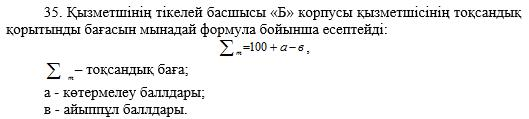 35. Қызметшінің тікелей басшысы «Б» корпусы қызметшісінің тоқсандық
қорытынды бағасын мынадай формула бойынша есептейді:
∑ т=100 + а – в ,
∑ т – тоқсандық баға;
а - көтермелеу баллдары;
в - айыппұл баллдары.